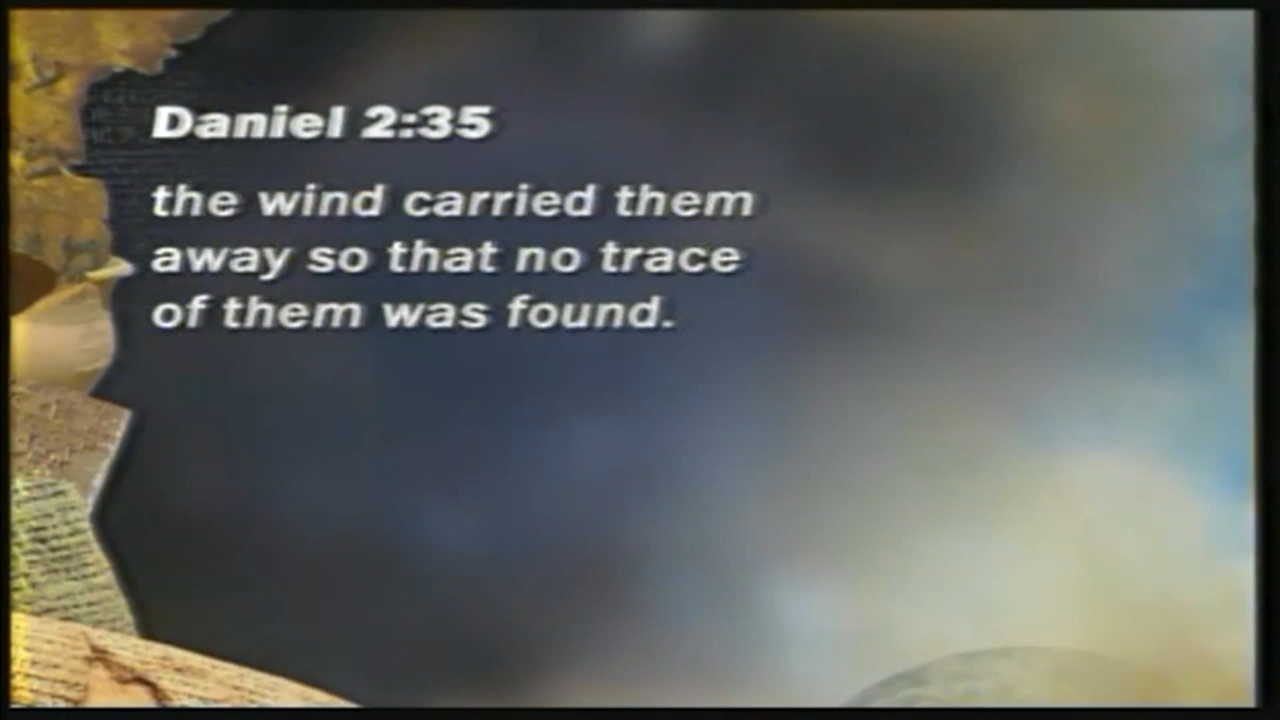 Daniel 2:35
the wind carried them
away so that no trace
of them was found.